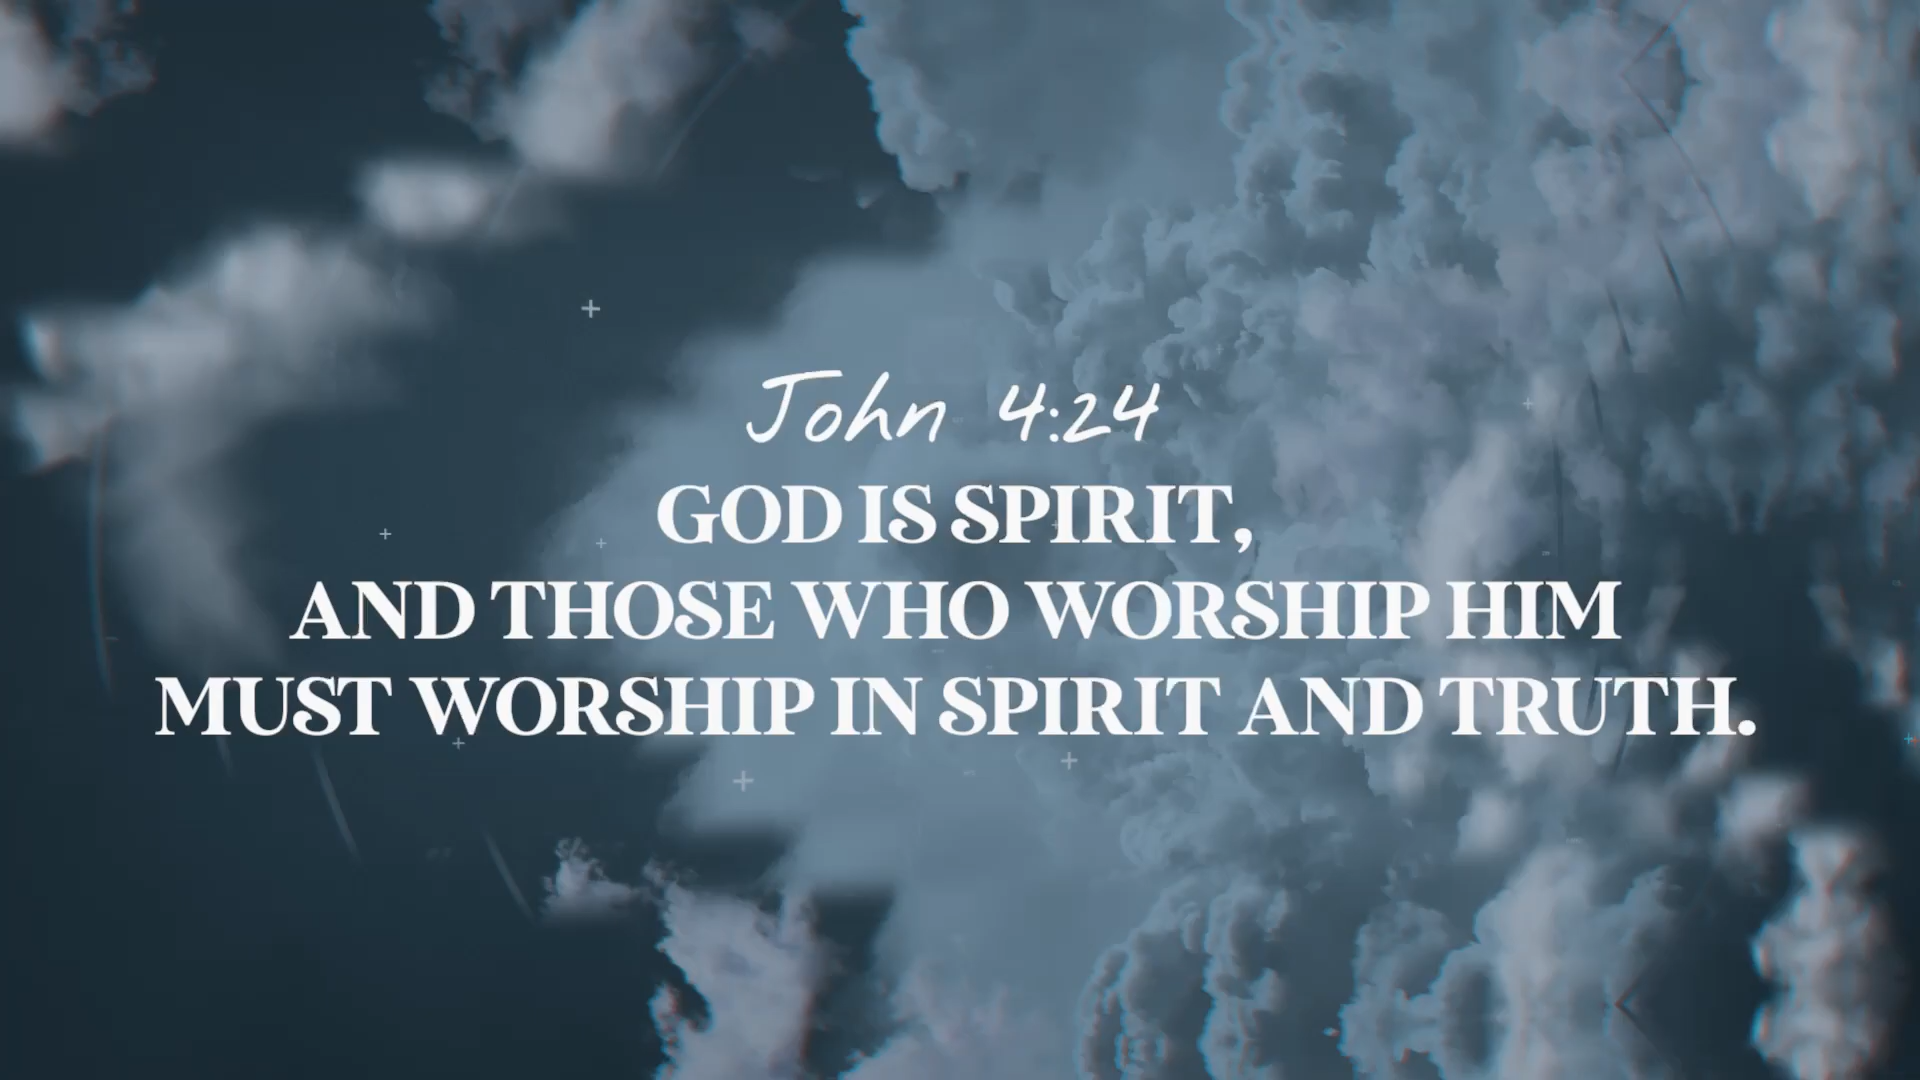 John 4:24
GOD IS SPIRIT,
AND THOSE WHO WORSHIP HIM
MUST WORSHIP IN SPIRIT AND TRUTH.